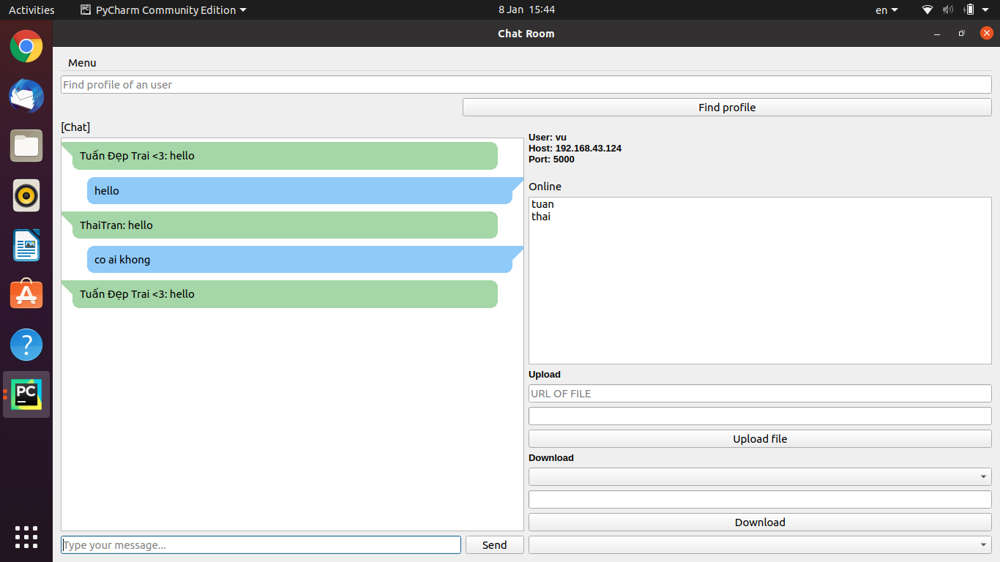 Activities
PyCharm Community Edition
8 Jan 15:44
en
Chat Room
Menu
Find profile of an user
Find profile
[Chat]
Tuấn Đẹp Trai <3: hello
hello
ThaiTran: hello
co ai khong
Tuấn Đẹp Trai <3: hello
Type your message...
Send
User: vu
Host: 192.168.43.124
Port: 5000
Online
tuan
thai
Upload
URL OF FILE
Upload file
Download
Download
PC
PC
?